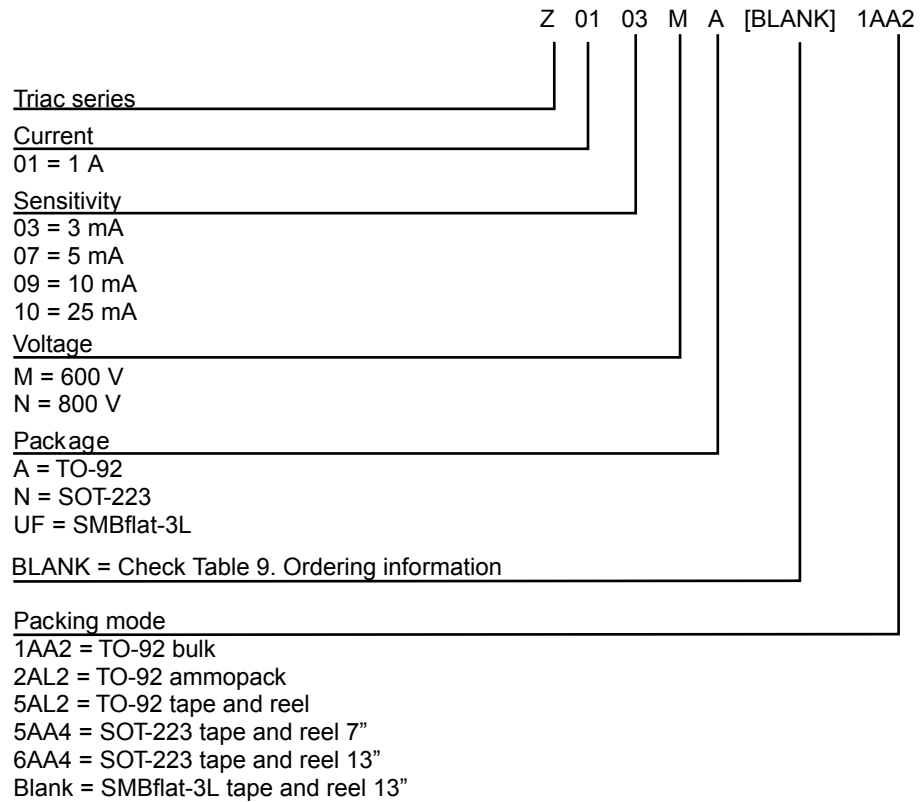 Z 01 03 M A [BLANK] 1AA2
Triac series
Current
01 = 1 A
Sensitivity
03 = 3 mA
07 = 5 mA
09 = 10 mA
10 = 25 mA
Voltage
M = 600 V
N = 800 V
Package
A = TO-92
N = SOT-223
UF = SMBflat-3L
BLANK = Check Table 9. Ordering information
Packing mode
1AA2 = TO-92 bulk
2AL2 = TO-92 ammopack
5AL2 = TO-92 tape and reel
5AA4 = SOT-223 tape and reel 7”
6AA4 = SOT-223 tape and reel 13”
Blank = SMBflat-3L tape and reel 13”